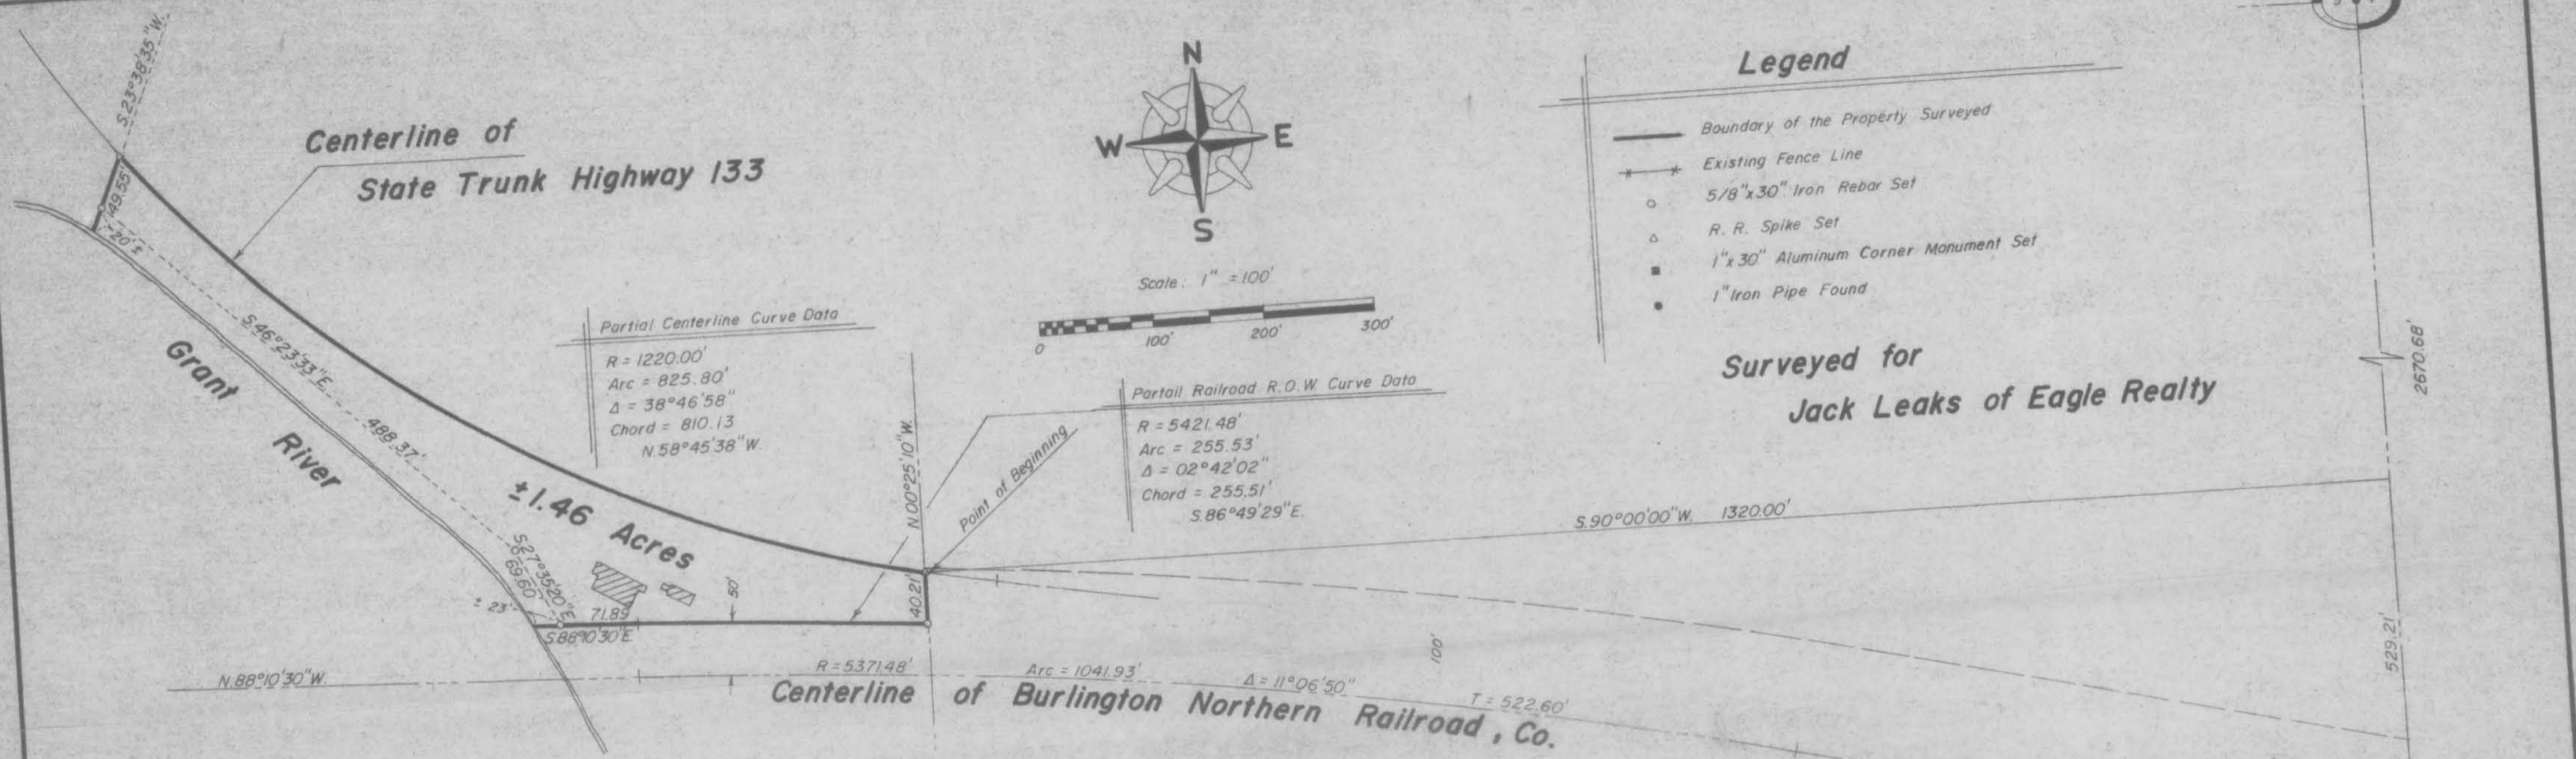 S.23°38'35"W.
Centerline of
State Trunk Highway 133
149.55'
20'±
S.46°23'33"E.
488.37'
Grant
River
N
W
E
S
Scale: 1" = 100'
0 100' 200' 300'
Partial Centerline Curve Data
R = 1220.00'
Arc = 825.80'
Δ = 38°46'58"
Chord = 810.13
N.58°45'38"W.
Partail Railroad R.O.W. Curve Data
R = 5421.48'
Arc = 255.53'
Δ = 02°42'02"
Chord = 255.51'
S.86°49'29"E.
N.00°25'10"W.
Point of Beginning
Legend
Boundary of the Property Surveyed
Existing Fence Line
5/8"x30" Iron Rebar Set
R. R. Spike Set
1"x30" Aluminum Corner Monument Set
1" Iron Pipe Found
Surveyed for
Jack Leaks of Eagle Realty
2670.68'
S.90°00'00"W. 1320.00'
±1.46 Acres
S.27°35'20"E.
69.60'
± 23'
71.89'
S.88°10'30"E.
50'
40.21'
100'
529.21'
N.88°10'30"W.
R = 5371.48' Arc = 1041.93' Δ = 11°06'50" T = 522.60'
Centerline of Burlington Northern Railroad, Co.